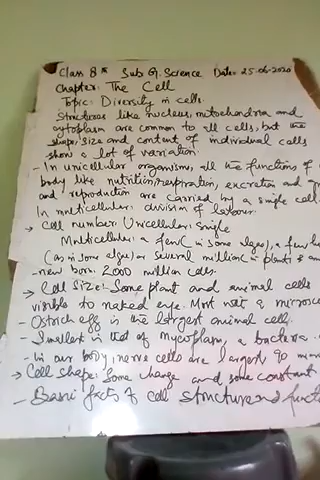 Class 8th Sub G. Science Date: 25-06-2020
Chapter: The Cell
Topic: Diversity in cells.
Structures like nucleus, mitochondria and
cytoplasm are common to all cells, but the
shape, size and content of individual cells
show a lot of variation.
- In unicellular organisms, all the functions of
body like nutrition, respiration, excretion and
and reproduction are carried by a single cell.
In multicellular: division of labour.
→ Cell number: Unicellular: Single
Multicellular: a few (in some algae), a few
(as in some algae) or several million in plants &
- new born: 2000 million cells.
→ Cell Size: Some plant and animal cells
visible to naked eye. Most need a
- Ostrich egg is the largest animal cell.
- Smallest is that of mycoplasm, a bacteria.
- In our body, nerve cells are largest 90
→ Cell shape: Some change and some constant
- Basic facts of cell structure and